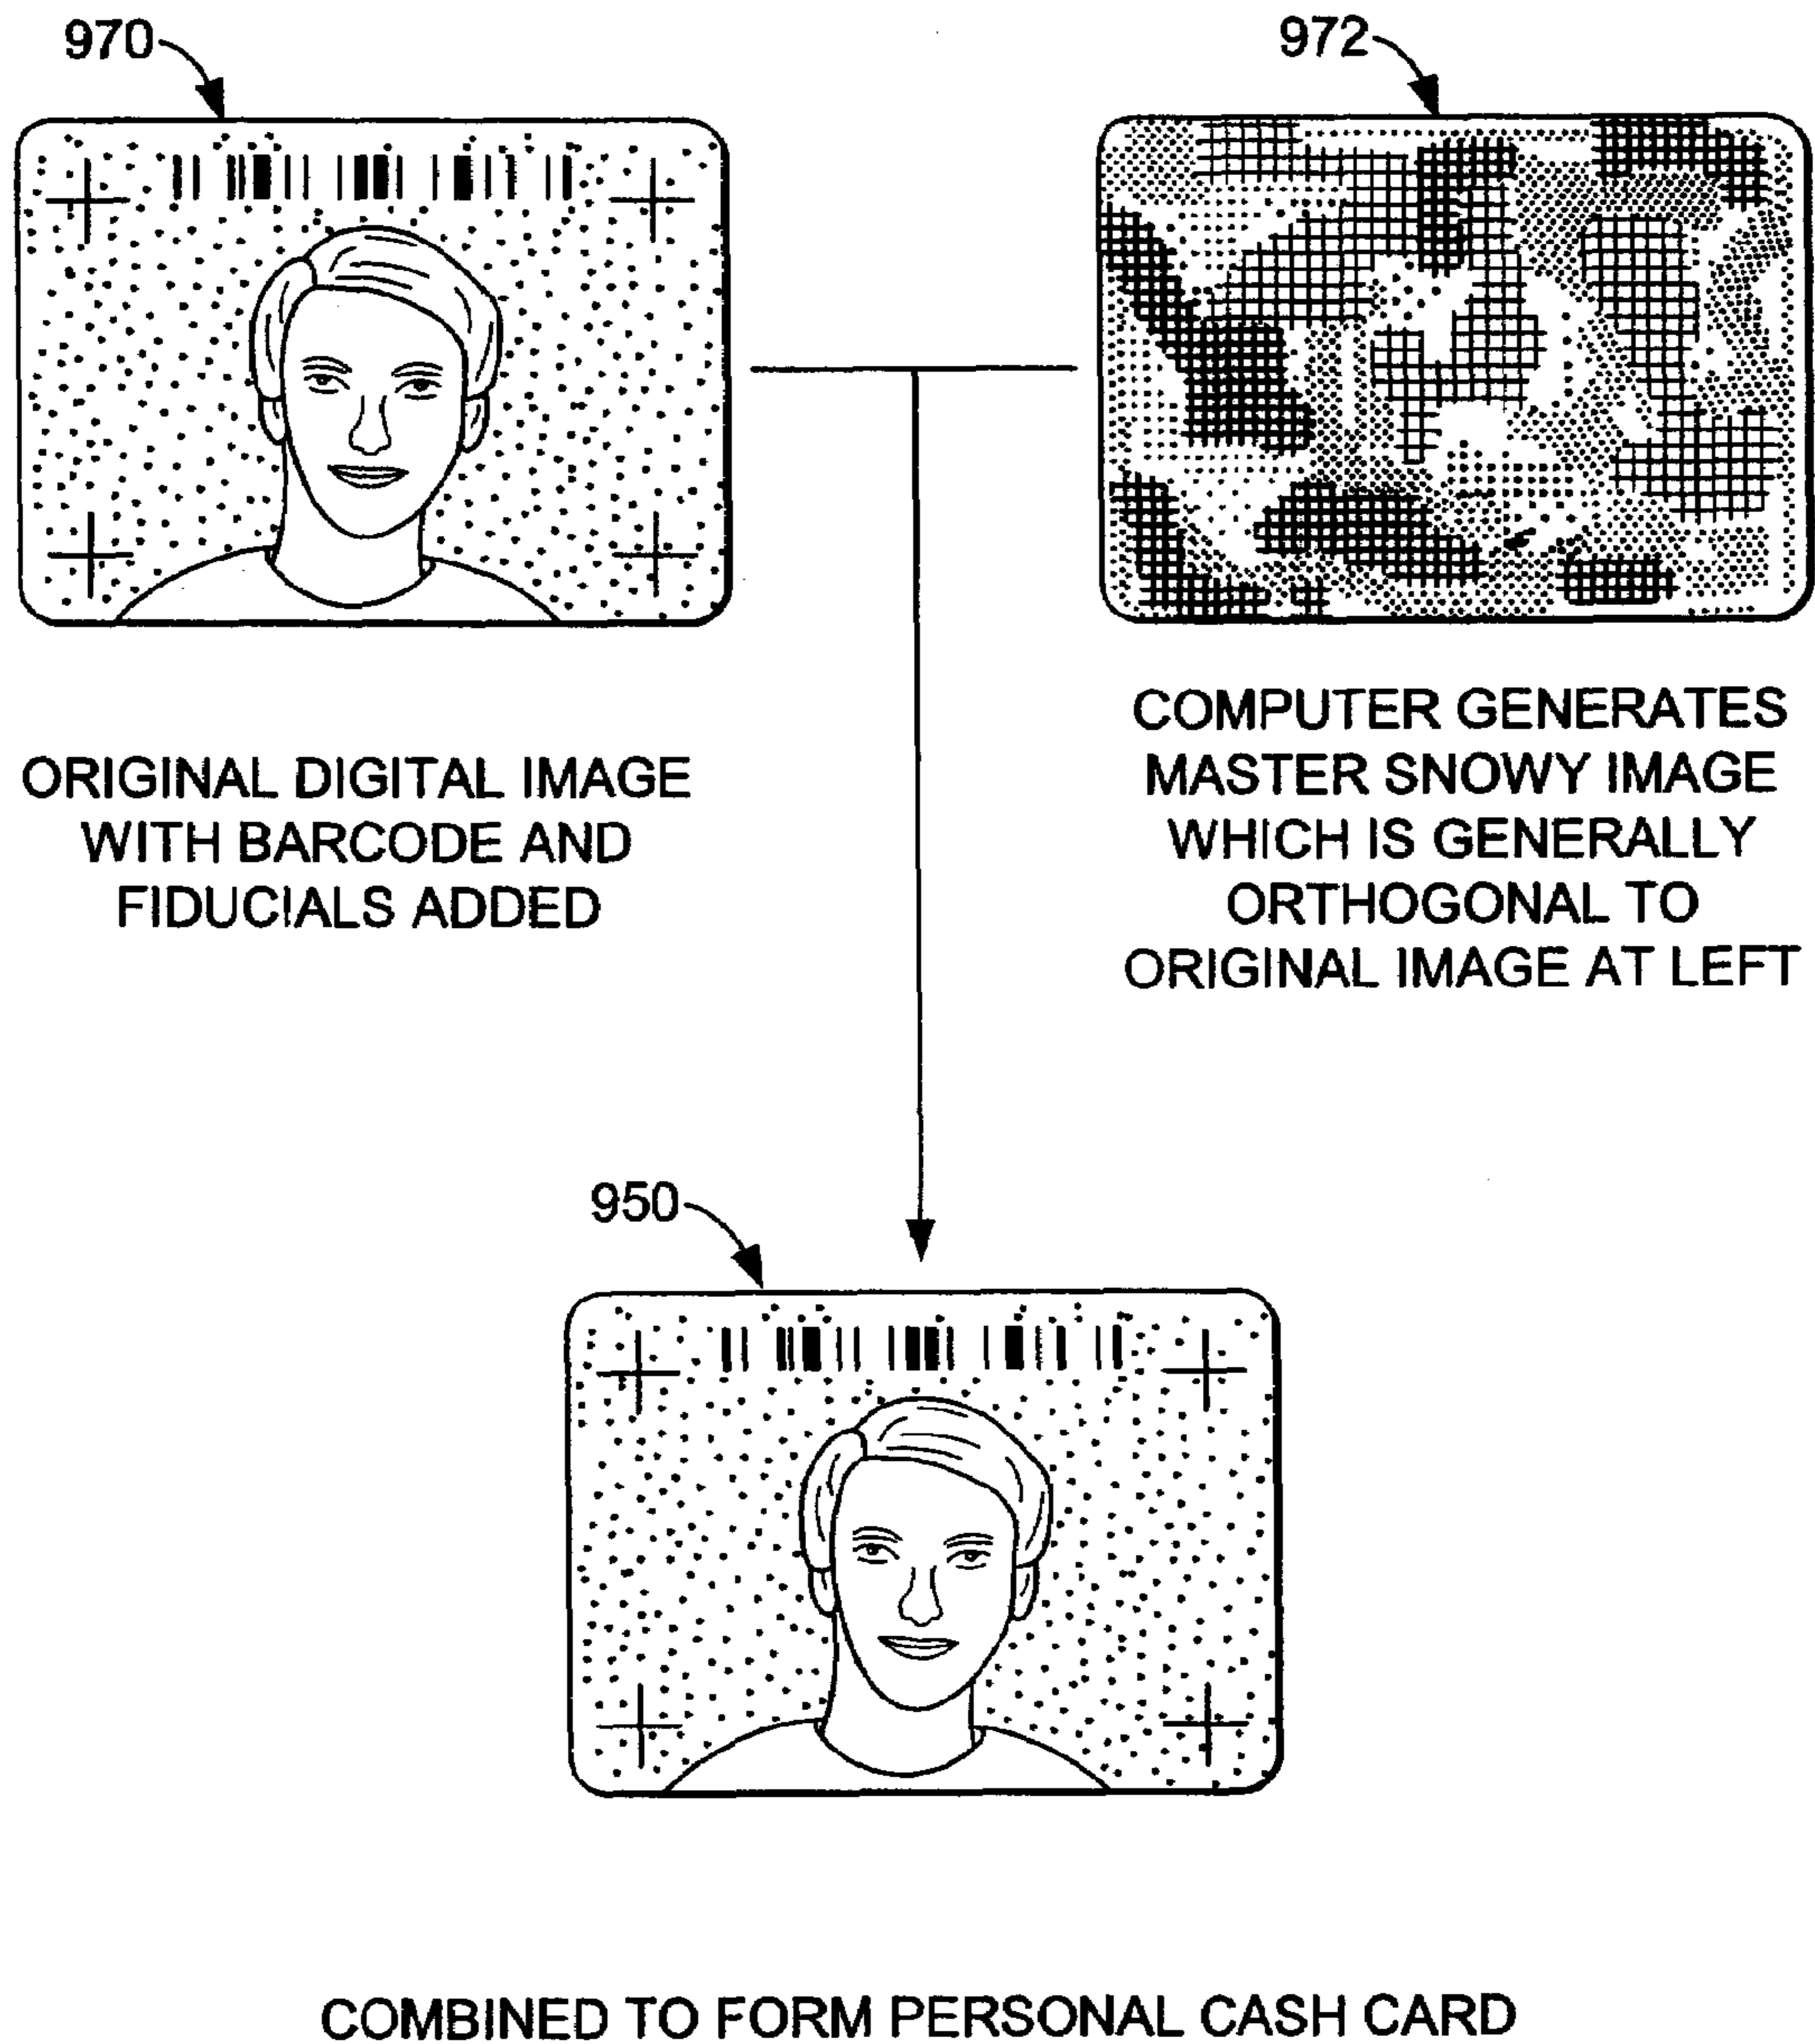 970
972
ORIGINAL DIGITAL IMAGE
WITH BARCODE AND
FIDUCIALS ADDED
COMPUTER GENERATES
MASTER SNOWY IMAGE
WHICH IS GENERALLY
ORTHOGONAL TO
ORIGINAL IMAGE AT LEFT
950
COMBINED TO FORM PERSONAL CASH CARD